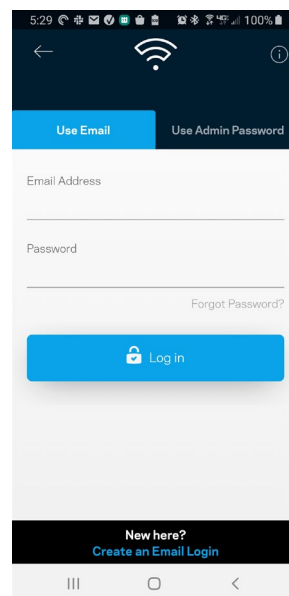 5:29 100%
Use Email Use Admin Password
Email Address
Password
Forgot Password?
Log in
New here?
Create an Email Login